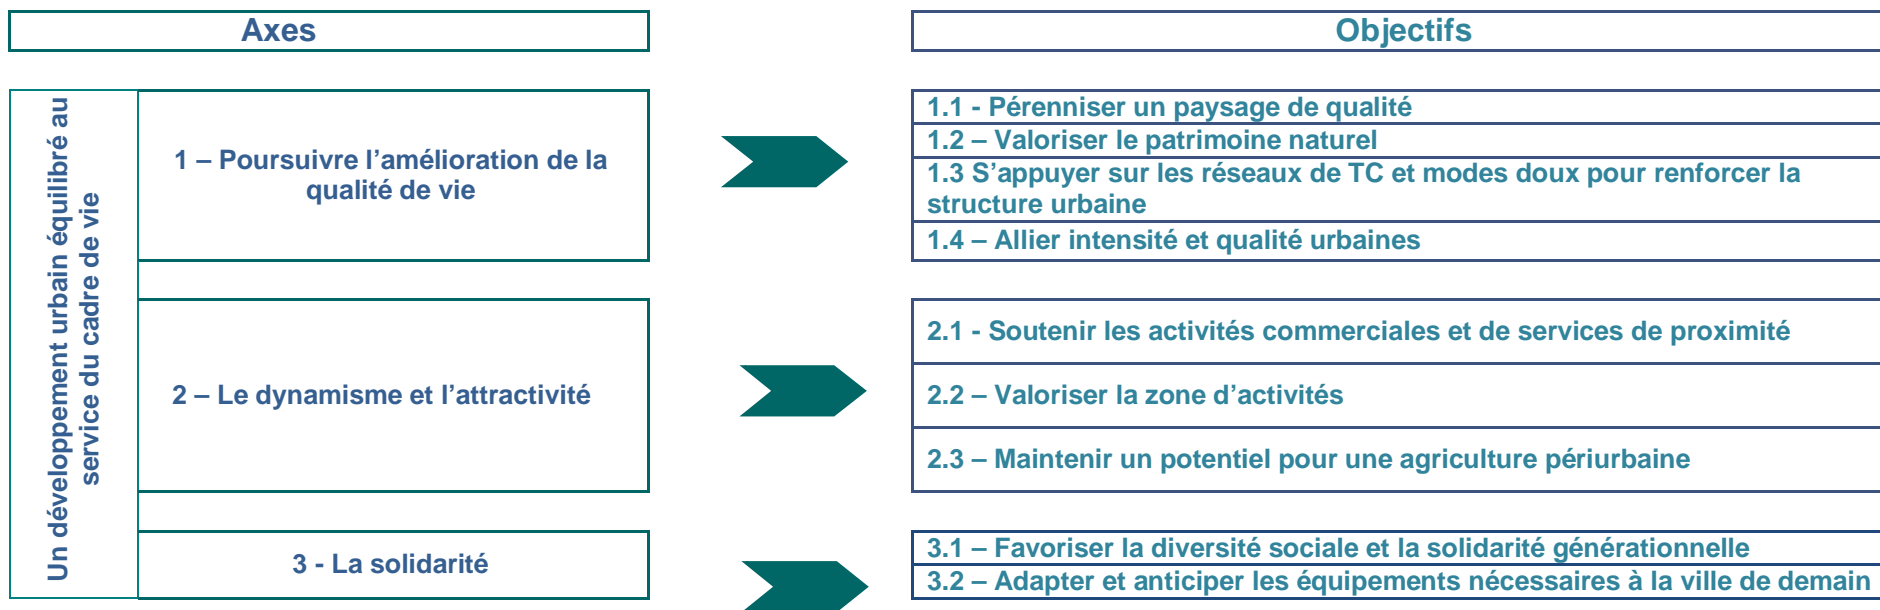 Axes
Objectifs
Un développement urbain équilibré au
service du cadre de vie
1 – Poursuivre l’amélioration de la
qualité de vie
1.1 - Pérenniser un paysage de qualité
1.2 – Valoriser le patrimoine naturel
1.3 S’appuyer sur les réseaux de TC et modes doux pour renforcer la
structure urbaine
1.4 – Allier intensité et qualité urbaines
2 – Le dynamisme et l’attractivité
2.1 - Soutenir les activités commerciales et de services de proximité
2.2 – Valoriser la zone d’activités
2.3 – Maintenir un potentiel pour une agriculture périurbaine
3 - La solidarité
3.1 – Favoriser la diversité sociale et la solidarité générationnelle
3.2 – Adapter et anticiper les équipements nécessaires à la ville de demain